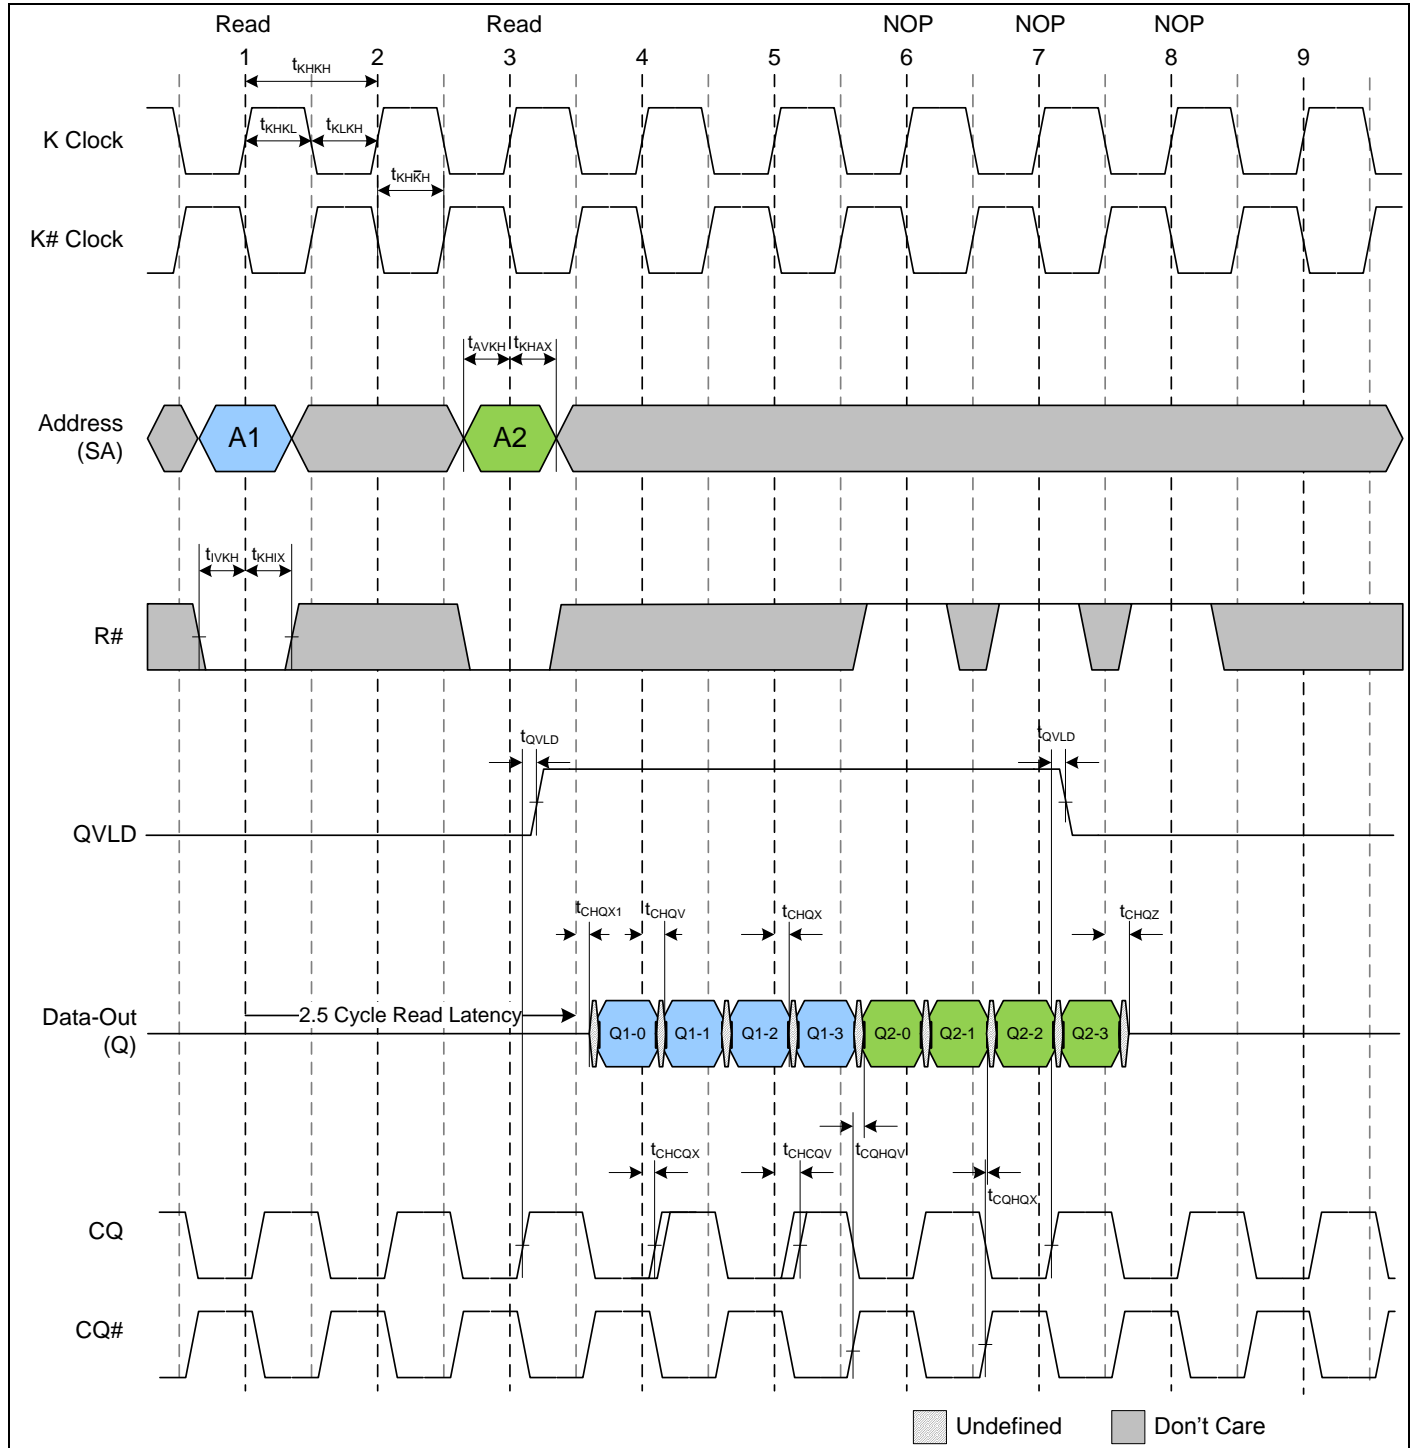 Read Read NOP NOP NOP
1 2 3 4 5 6 7 8 9
tKHKH
K Clock
tKHKL tKLKH
tKHK̅H
K# Clock
tAVKH tKHAX
Address
(SA)
A1 A2
tIVKH tKHIX
R#
tQVLD tQVLD
QVLD
tCHQX1 tCHQV tCHQX tCHQZ
Data-Out
(Q)
2.5 Cycle Read Latency
Q1-0 Q1-1 Q1-2 Q1-3 Q2-0 Q2-1 Q2-2 Q2-3
tCHCQX tCHCQV tCQHQV
tCQHQX
CQ
CQ#
Undefined Don't Care